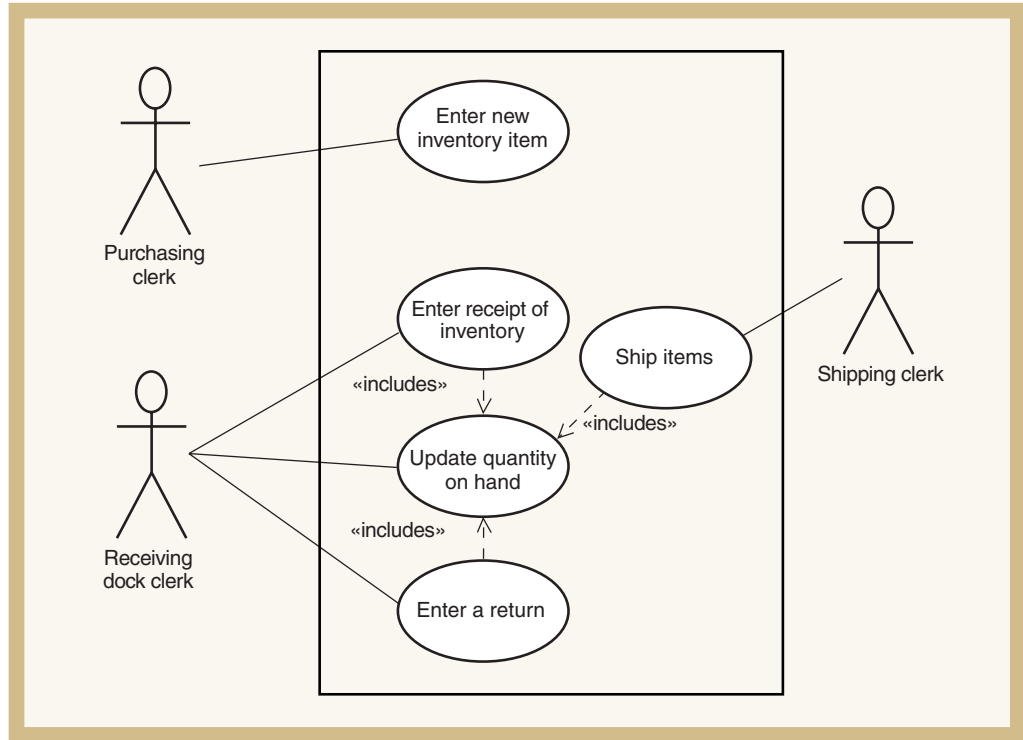 Enter new
inventory item
Purchasing
clerk
Enter receipt of
inventory
Ship items
Shipping clerk
«includes»
«includes»
Update quantity
on hand
«includes»
Receiving
dock clerk
Enter a return